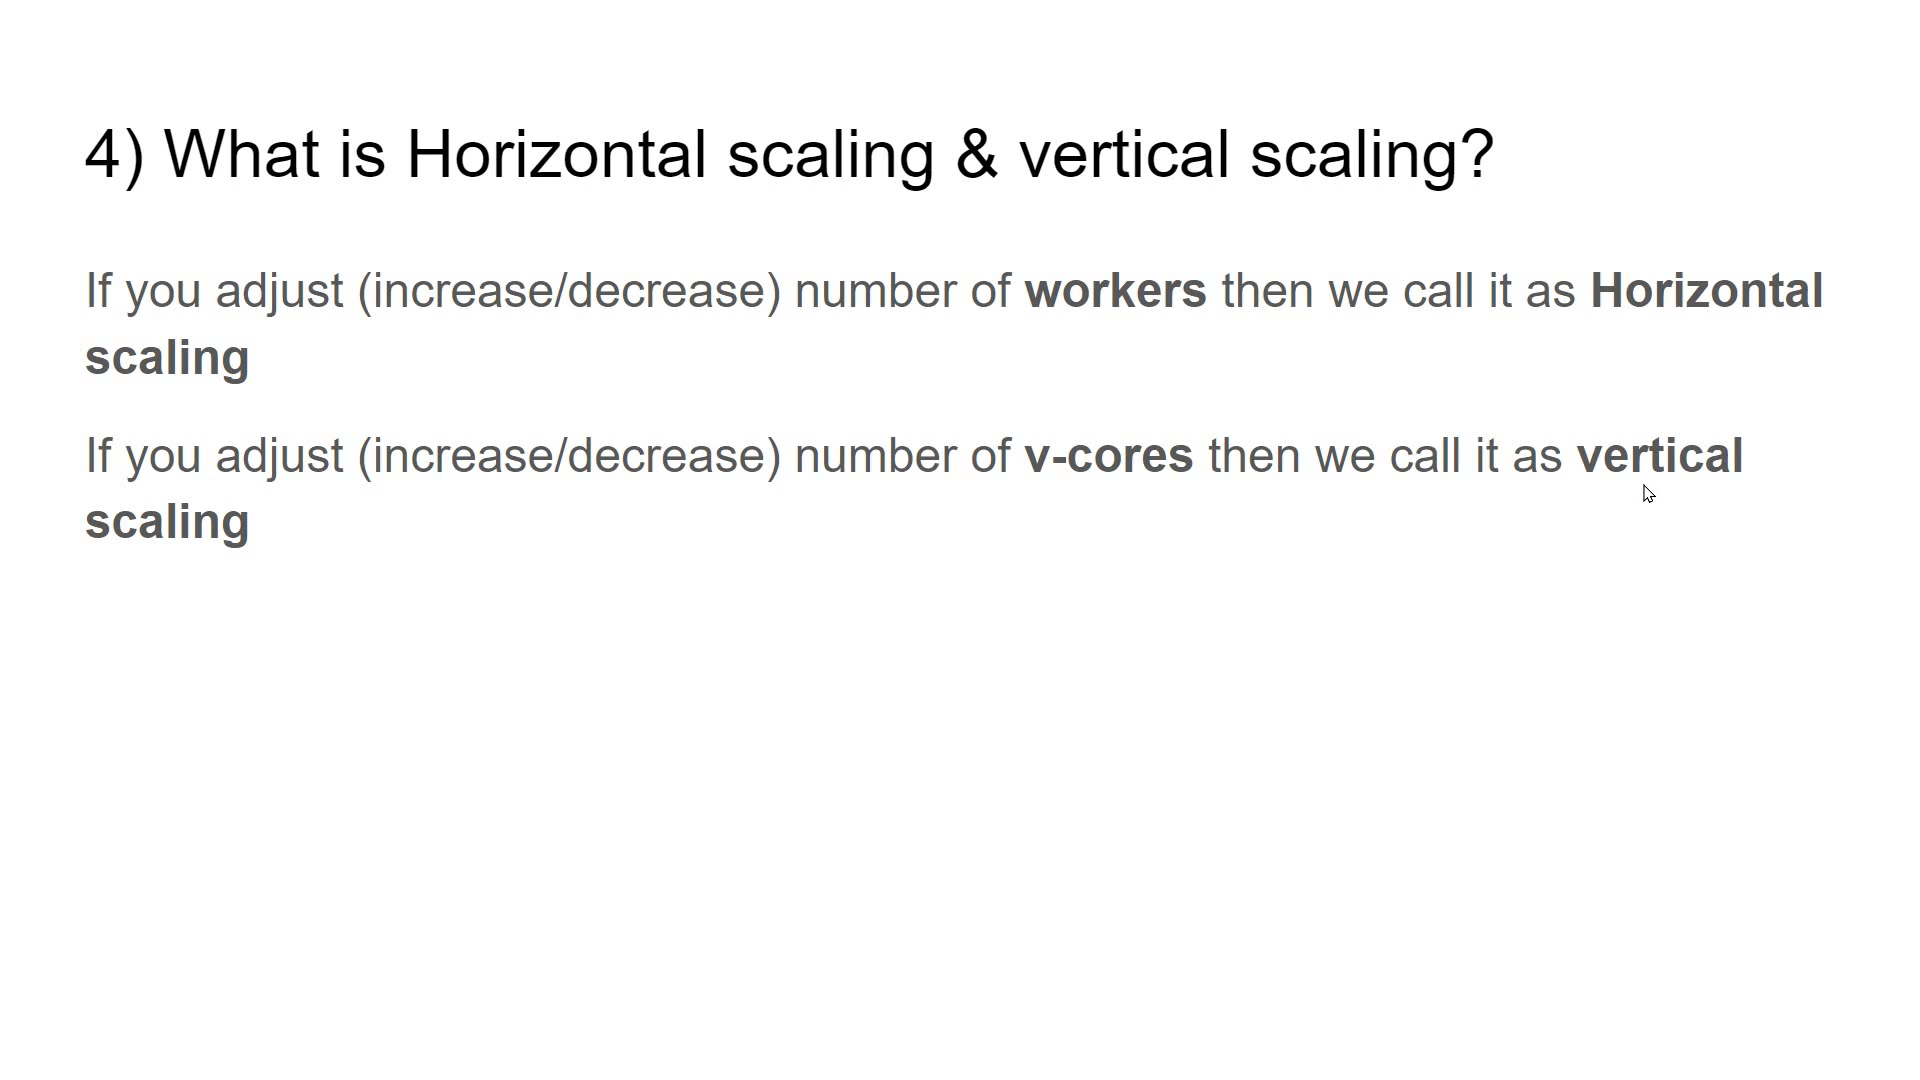 4) What is Horizontal scaling & vertical scaling?
If you adjust (increase/decrease) number of workers then we call it as Horizontal
scaling
If you adjust (increase/decrease) number of v-cores then we call it as vertical
scaling